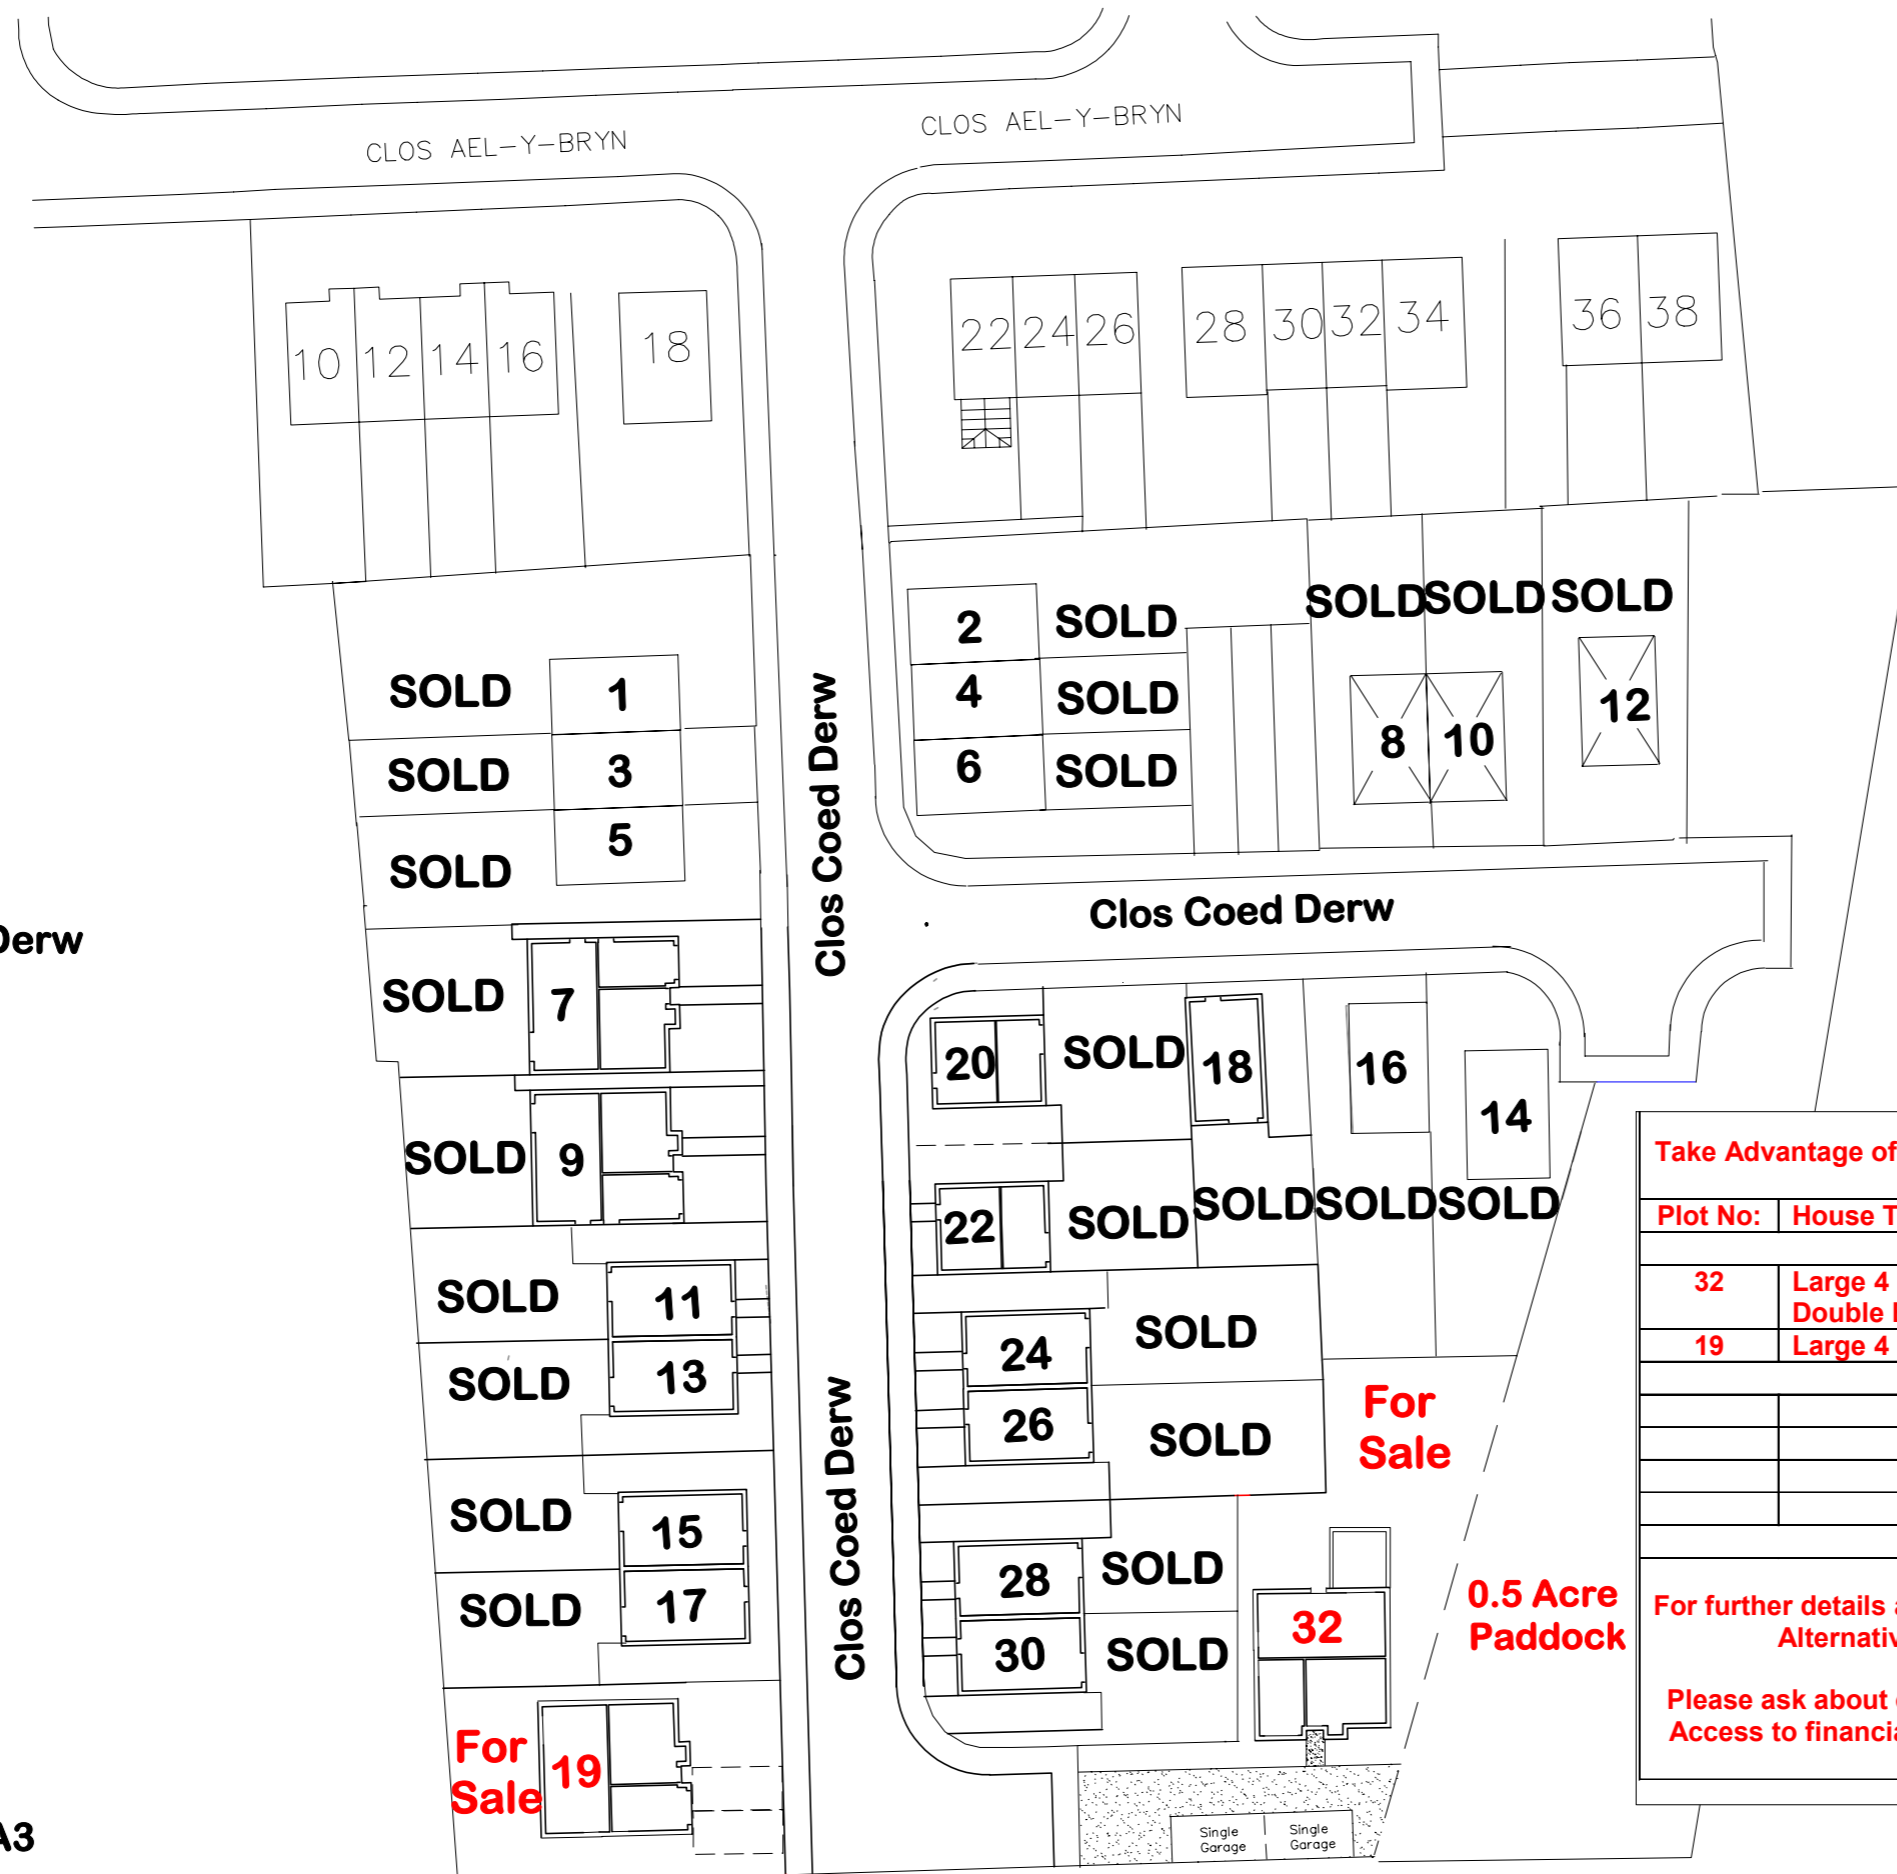 CLOS AEL-Y-BRYN
CLOS AEL-Y-BRYN
10 12 14 16 18
22 24 26 28 30 32 34 36 38
SOLD SOLD SOLD
2 SOLD
SOLD 1
4 SOLD
12
8 10
SOLD 3
6 SOLD
SOLD 5
Clos Coed Derw
Clos Coed Derw
Derw
SOLD 7
20 SOLD 18 16 14
SOLD 9
22 SOLD SOLD SOLD SOLD
SOLD 11
24 SOLD
SOLD 13
26 SOLD
For
Sale
Clos Coed Derw
SOLD 15
28 SOLD
SOLD 17
30 SOLD
32
0.5 Acre
Paddock
For
Sale
19
Single
Garage
Single
Garage
A3
Take Advantage of
Plot No: House T
32 Large 4
Double
19 Large 4
For further details
Alternativ
Please ask about
Access to financia